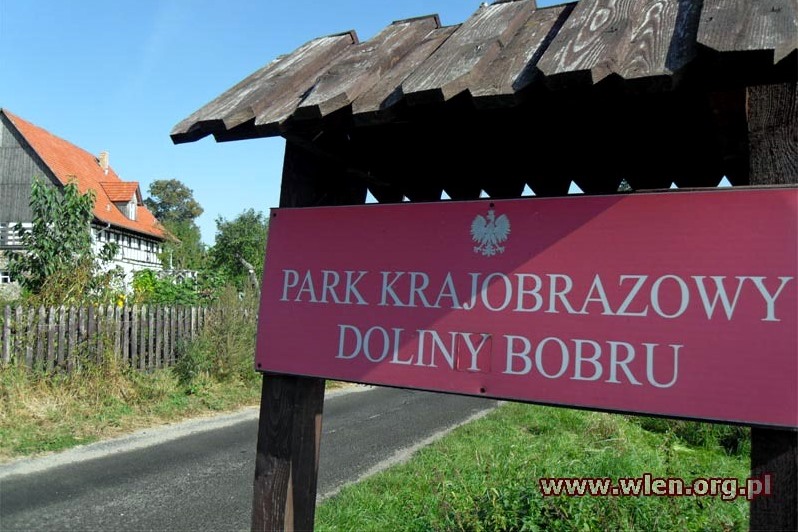 PARK KRAJOBRAZOWY
DOLINY BOBRU
www.wlen.org.pl